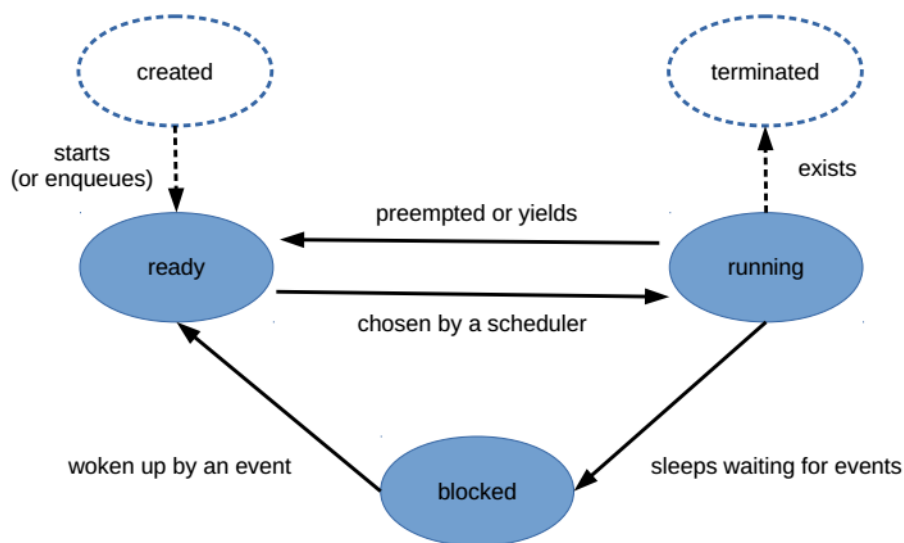 created
terminated
starts
(or enqueues)
exists
preempted or yields
ready
running
chosen by a scheduler
woken up by an event
sleeps waiting for events
blocked